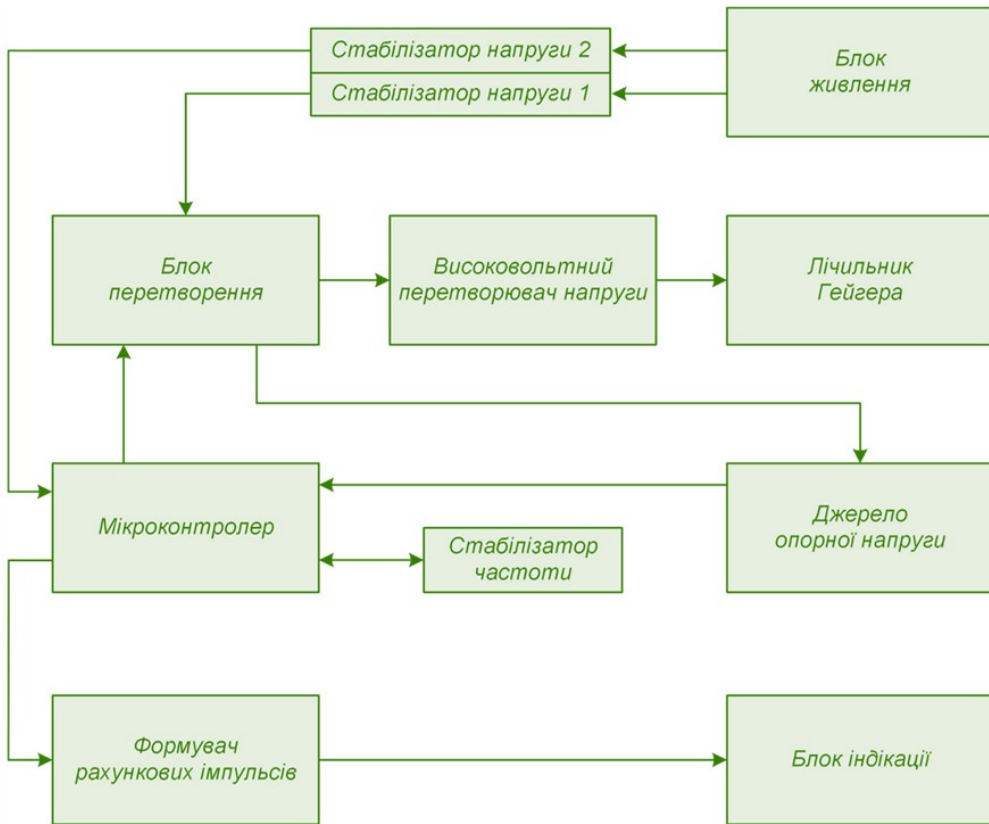 Стабілізатор напруги 2
Стабілізатор напруги 1
Блок
живлення
Блок
перетворення
Високовольтний
перетворювач напруги
Лічильник
Гейгера
Мікроконтролер
Стабілізатор
частоти
Джерело
опорної напруги
Формувач
рахункових імпульсів
Блок індікації